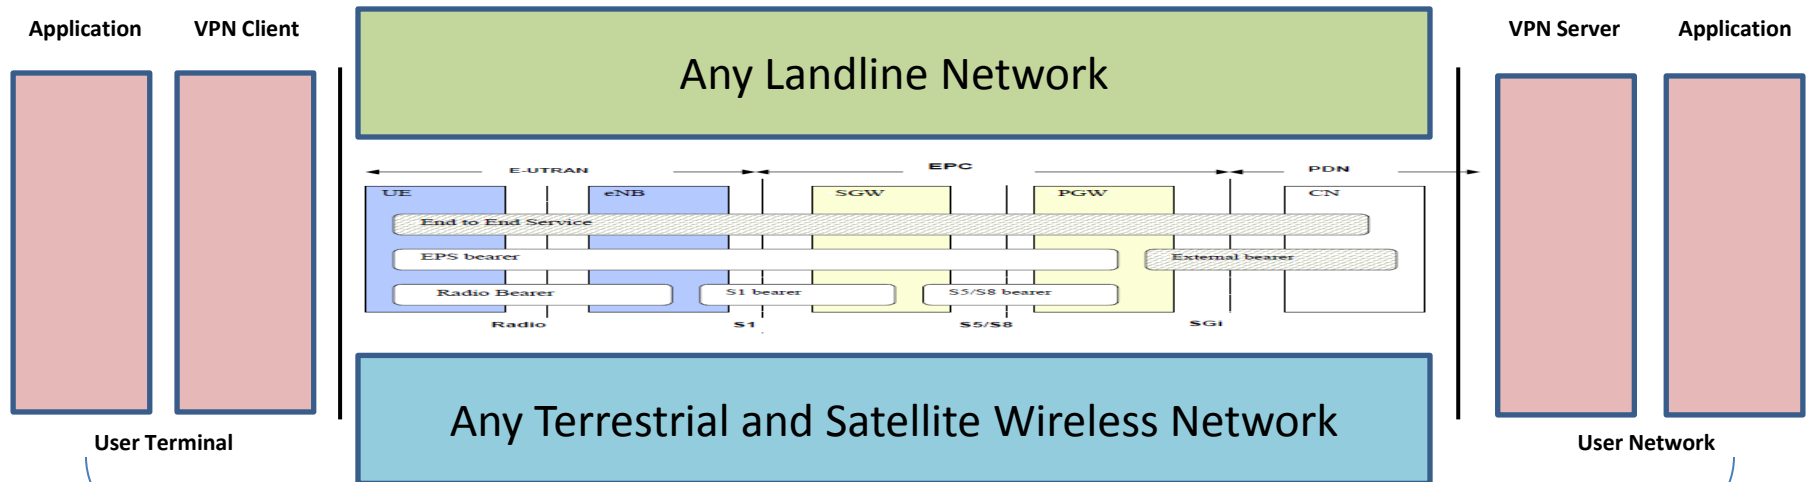 Application
VPN Client
VPN Server
Application
Any Landline Network
E-UTRAN
EPC
PDN
UE
eNB
SGW
PGW
CN
End to End Service
EPS bearer
External bearer
Radio Bearer
S1 bearer
S5/S8 bearer
Radio
S1
S5/S8
SGi
Any Terrestrial and Satellite Wireless Network
User Terminal
User Network